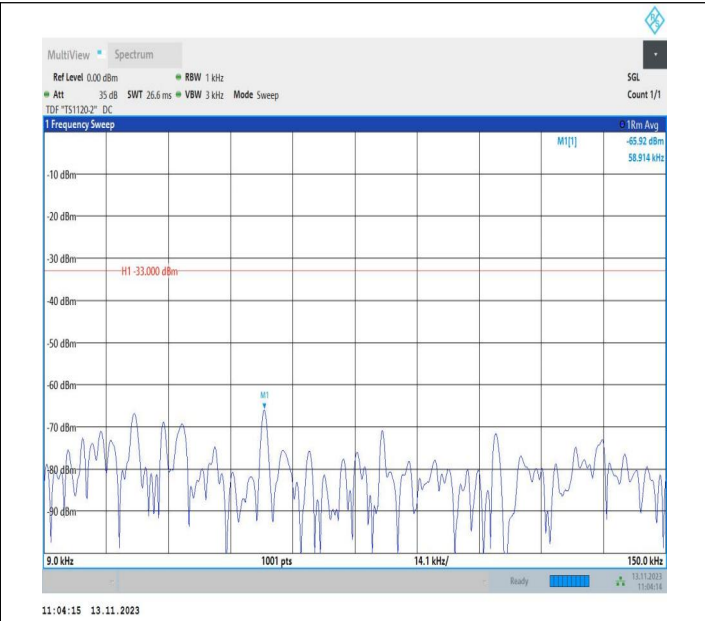 R S
MultiView Spectrum
Ref Level 0.00 dBm RBW 1 kHz SGL
Att 35 dB SWT 26.6 ms VBW 3 kHz Mode Sweep Count 1/1
TDF "TS1120-2" DC
1 Frequency Sweep 1Rm Avg
M1[1] -65.92 dBm
58.914 kHz
-10 dBm
-20 dBm
-30 dBm
H1 -33.000 dBm
-40 dBm
-50 dBm
-60 dBm
M1
-70 dBm
-80 dBm
-90 dBm
9.0 kHz 1001 pts 14.1 kHz/ 150.0 kHz
Ready 13.11.2023
11:04:14
11:04:15 13.11.2023